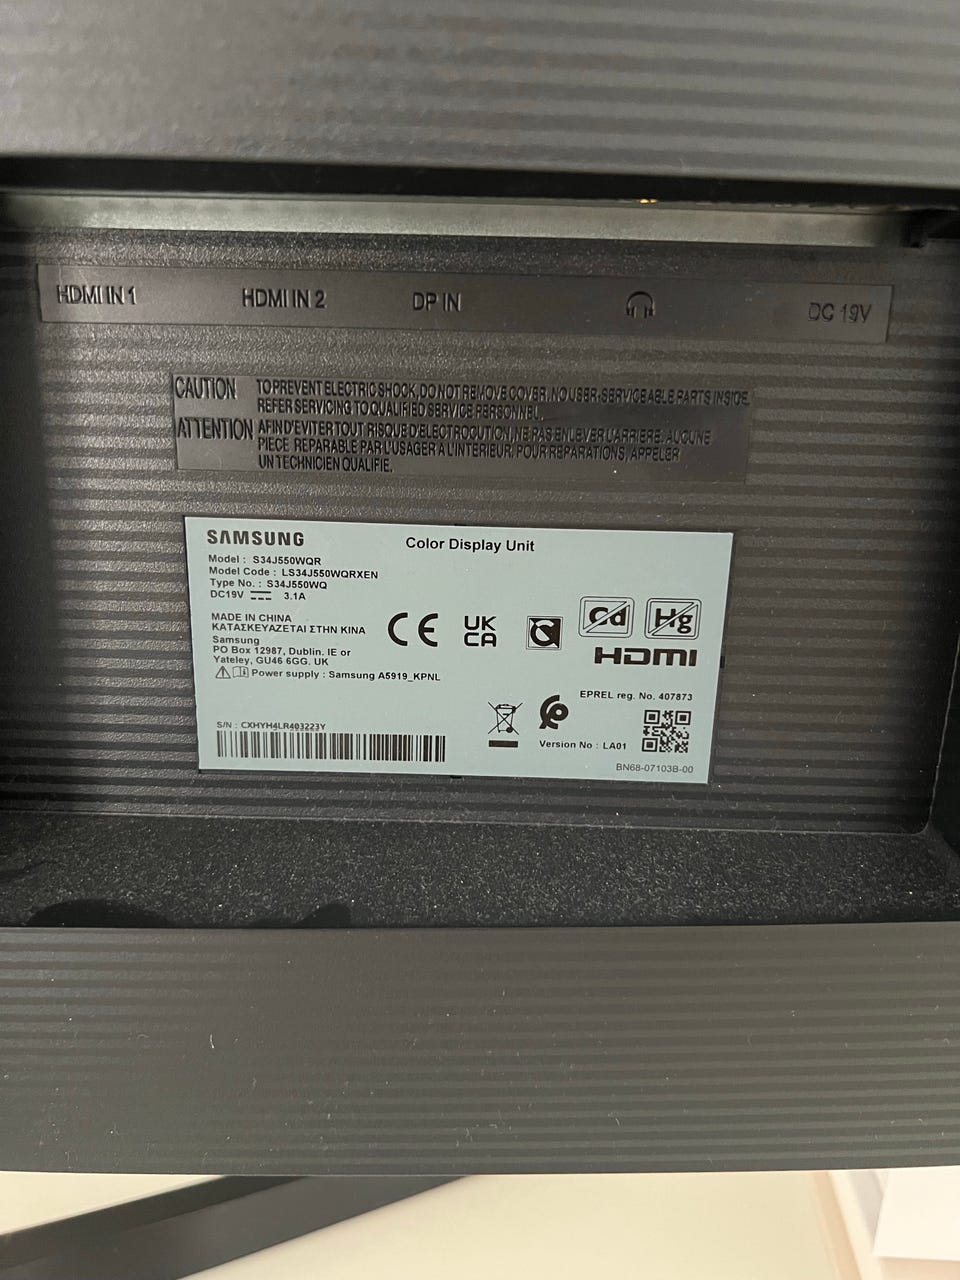 HDMI IN 1
HDMI IN 2
DP IN
DC 19V
CAUTION TO PREVENT ELECTRIC SHOCK, DO NOT REMOVE COVER. NO USER-SERVICEABLE PARTS INSIDE.
REFER SERVICING TO QUALIFIED SERVICE PERSONNEL.
ATTENTION AFIN D'EVITER TOUT RISQUE D'ELECTROCUTION, NE PAS ENLEVER L'ARRIERE. AUCUNE
PIECE REPARABLE PAR L'USAGER A L'INTERIEUR. POUR REPARATIONS, APPELER
UN TECHNICIEN QUALIFIE.
SAMSUNG
Color Display Unit
Model : S34J550WQR
Model Code : LS34J550WQRXEN
Type No. : S34J550WQ
DC19V 3.1A
MADE IN CHINA
ΚΑΤΑΣΚΕΥΑΖΕΤΑΙ ΣΤΗΝ ΚΙΝΑ
Samsung
PO Box 12987, Dublin. IE or
Yateley, GU46 6GG. UK
Power supply : Samsung A5919_KPNL
CE
UK
CA
Cd
Hg
HDMI
EPREL reg. No. 407873
S/N : CXHYH4LR403223Y
Version No : LA01
BN68-07103B-00